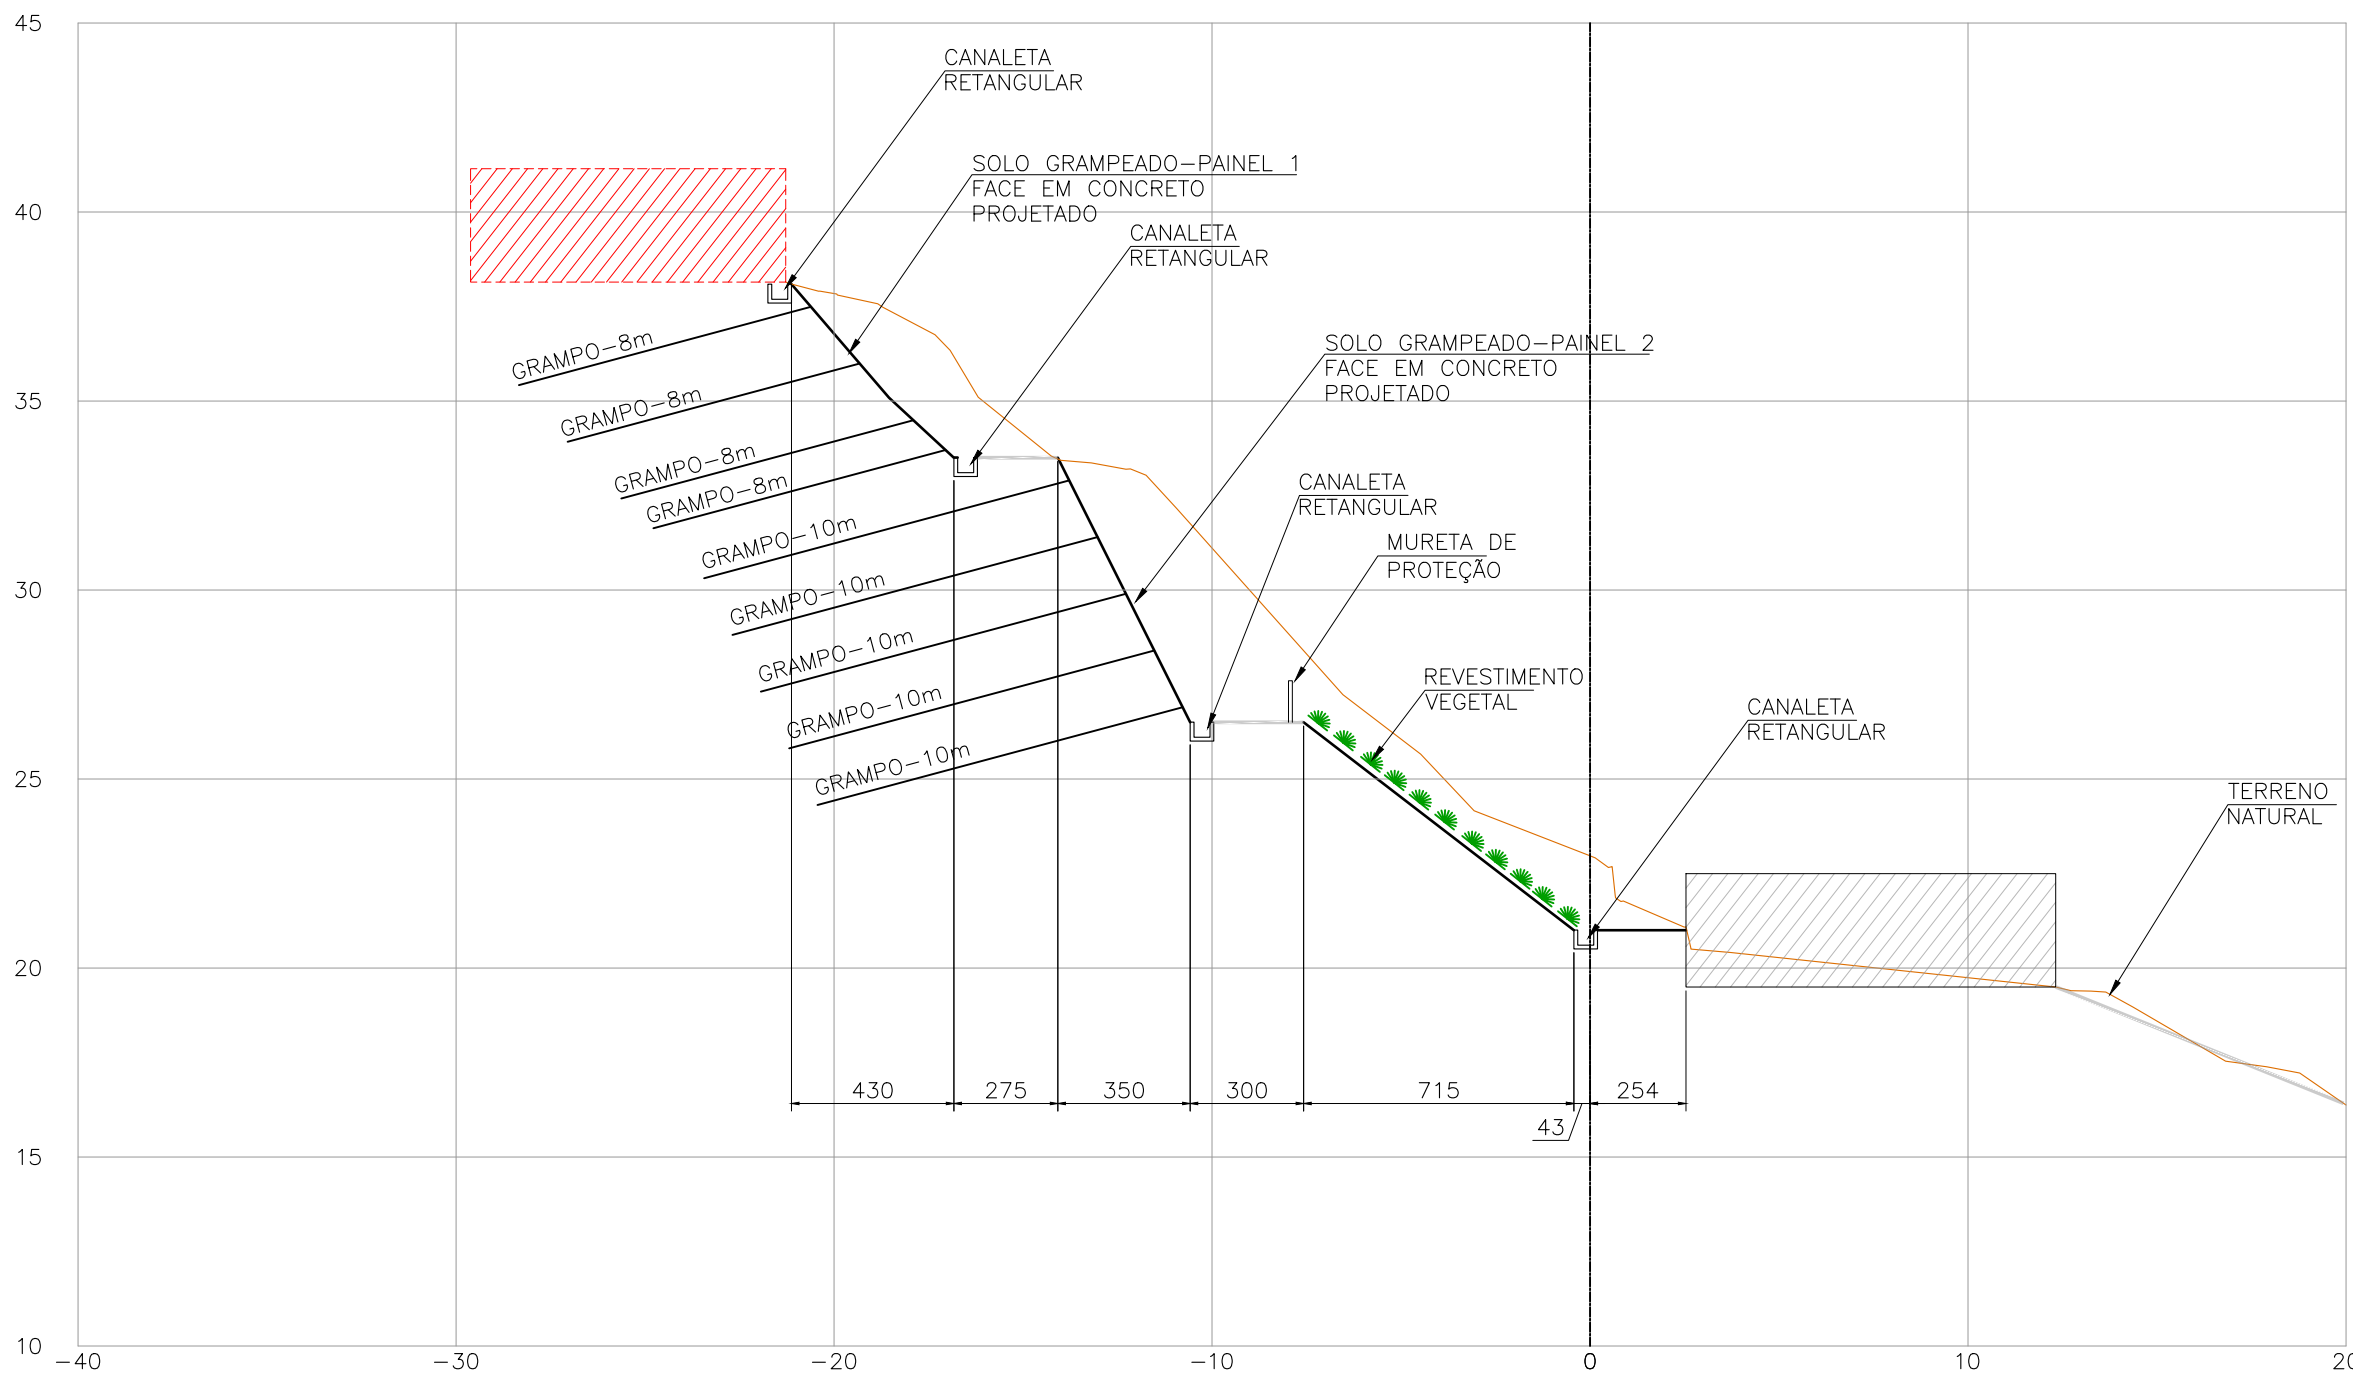 45
CANALETA
RETANGULAR
SOLO GRAMPEADO-PAINEL 1
FACE EM CONCRETO
PROJETADO
40
CANALETA
RETANGULAR
GRAMPO-8m
SOLO GRAMPEADO-PAINEL 2
FACE EM CONCRETO
PROJETADO
35
GRAMPO-8m
GRAMPO-8m
GRAMPO-8m
CANALETA
RETANGULAR
GRAMPO-10m
MURETA DE
PROTEÇÃO
30
GRAMPO-10m
GRAMPO-10m
REVESTIMENTO
VEGETAL
GRAMPO-10m
CANALETA
RETANGULAR
25
GRAMPO-10m
TERRENO
NATURAL
20
430
275
350
300
715
254
43
15
10
-40
-30
-20
-10
0
10
20